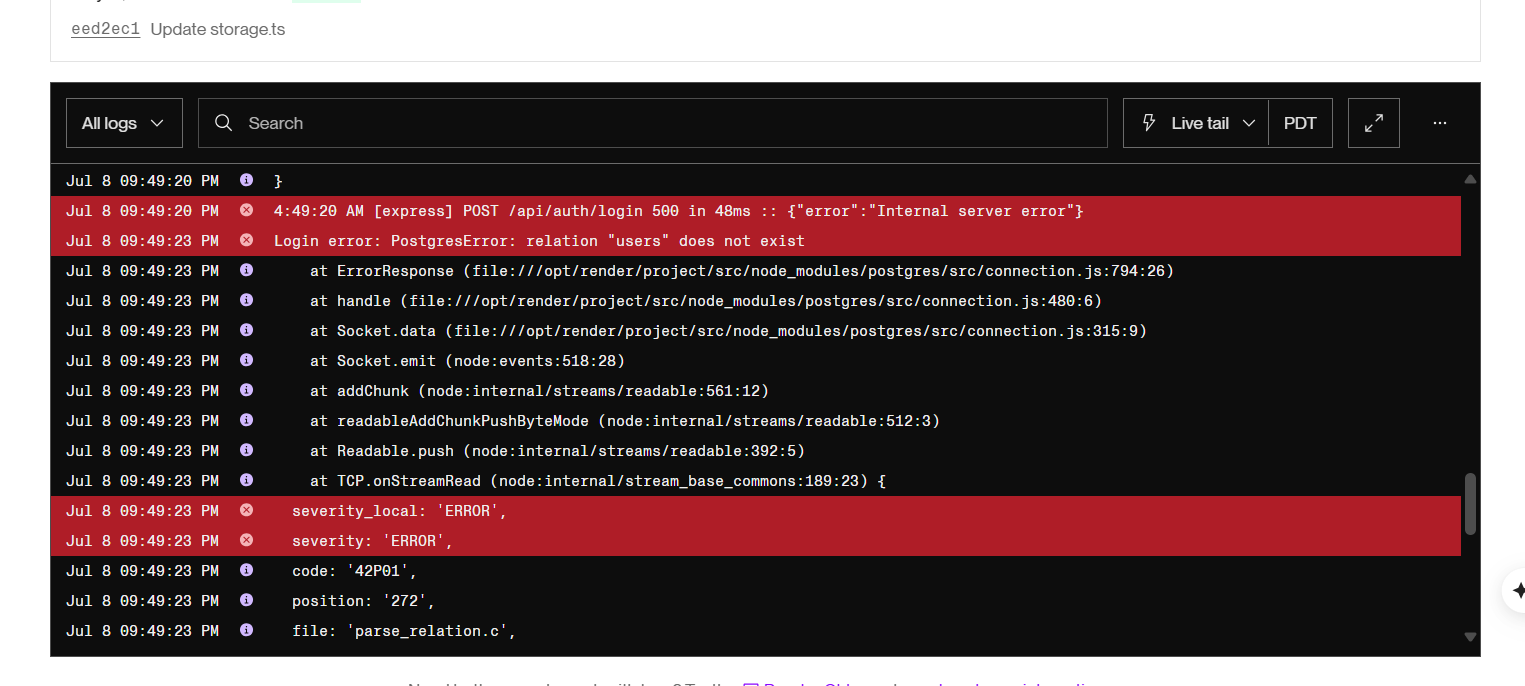 eed2ec1 Update storage.ts
All logs Search Live tail PDT ...
Jul 8 09:49:20 PM }
Jul 8 09:49:20 PM 4:49:20 AM [express] POST /api/auth/login 500 in 48ms :: {"error":"Internal server error"}
Jul 8 09:49:23 PM Login error: PostgresError: relation "users" does not exist
Jul 8 09:49:23 PM at ErrorResponse (file:///opt/render/project/src/node_modules/postgres/src/connection.js:794:26)
Jul 8 09:49:23 PM at handle (file:///opt/render/project/src/node_modules/postgres/src/connection.js:480:6)
Jul 8 09:49:23 PM at Socket.data (file:///opt/render/project/src/node_modules/postgres/src/connection.js:315:9)
Jul 8 09:49:23 PM at Socket.emit (node:events:518:28)
Jul 8 09:49:23 PM at addChunk (node:internal/streams/readable:561:12)
Jul 8 09:49:23 PM at readableAddChunkPushByteMode (node:internal/streams/readable:512:3)
Jul 8 09:49:23 PM at Readable.push (node:internal/streams/readable:392:5)
Jul 8 09:49:23 PM at TCP.onStreamRead (node:internal/stream_base_commons:189:23) {
Jul 8 09:49:23 PM severity_local: 'ERROR',
Jul 8 09:49:23 PM severity: 'ERROR',
Jul 8 09:49:23 PM code: '42P01',
Jul 8 09:49:23 PM position: '272',
Jul 8 09:49:23 PM file: 'parse_relation.c',